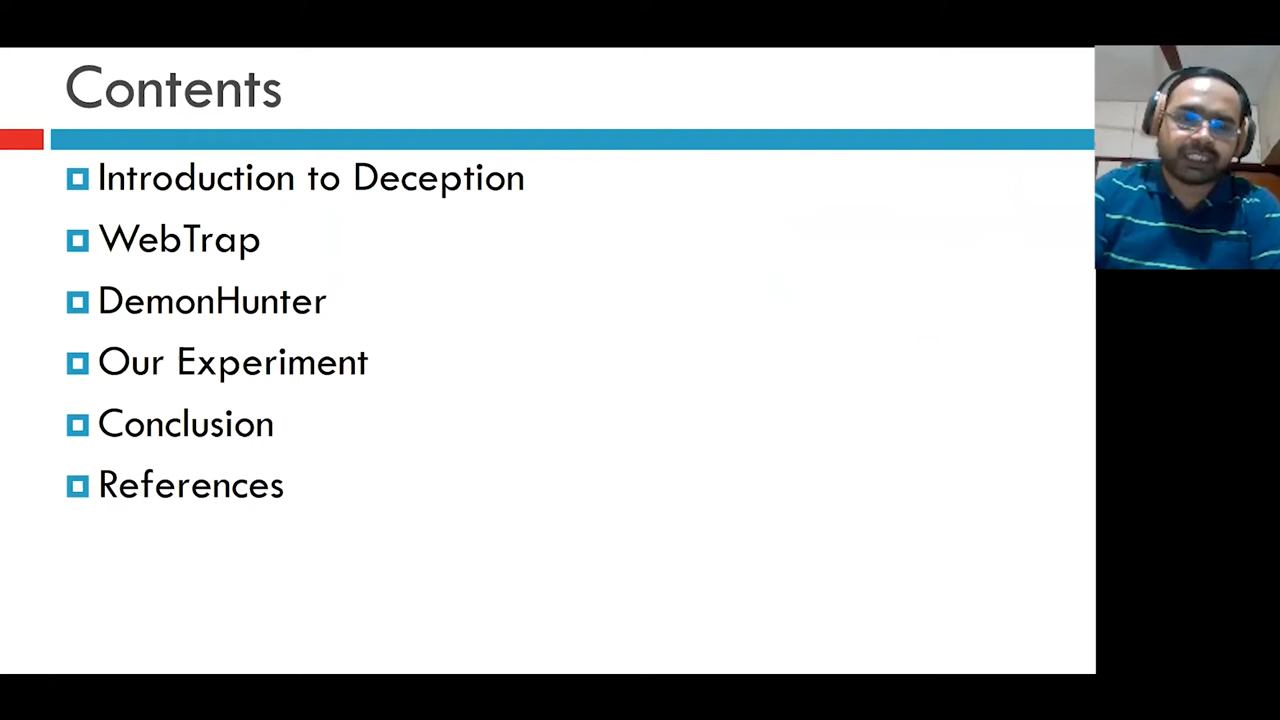 Contents
Introduction to Deception
WebTrap
DemonHunter
Our Experiment
Conclusion
References